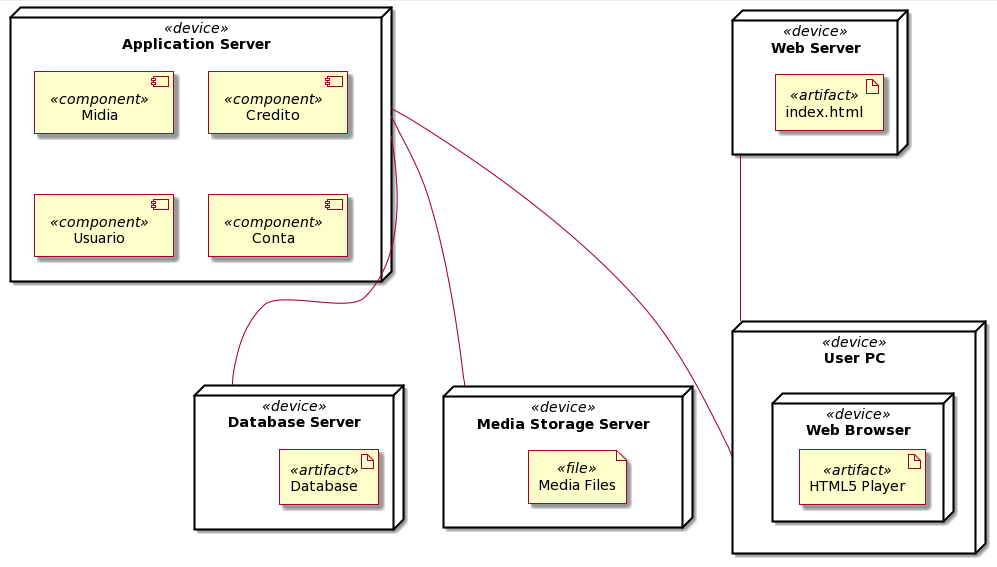 «device»
Application Server
«component»
Midia
«component»
Credito
«component»
Usuario
«component»
Conta
«device»
Web Server
«artifact»
index.html
«device»
Database Server
«artifact»
Database
«device»
Media Storage Server
«file»
Media Files
«device»
User PC
«device»
Web Browser
«artifact»
HTML5 Player